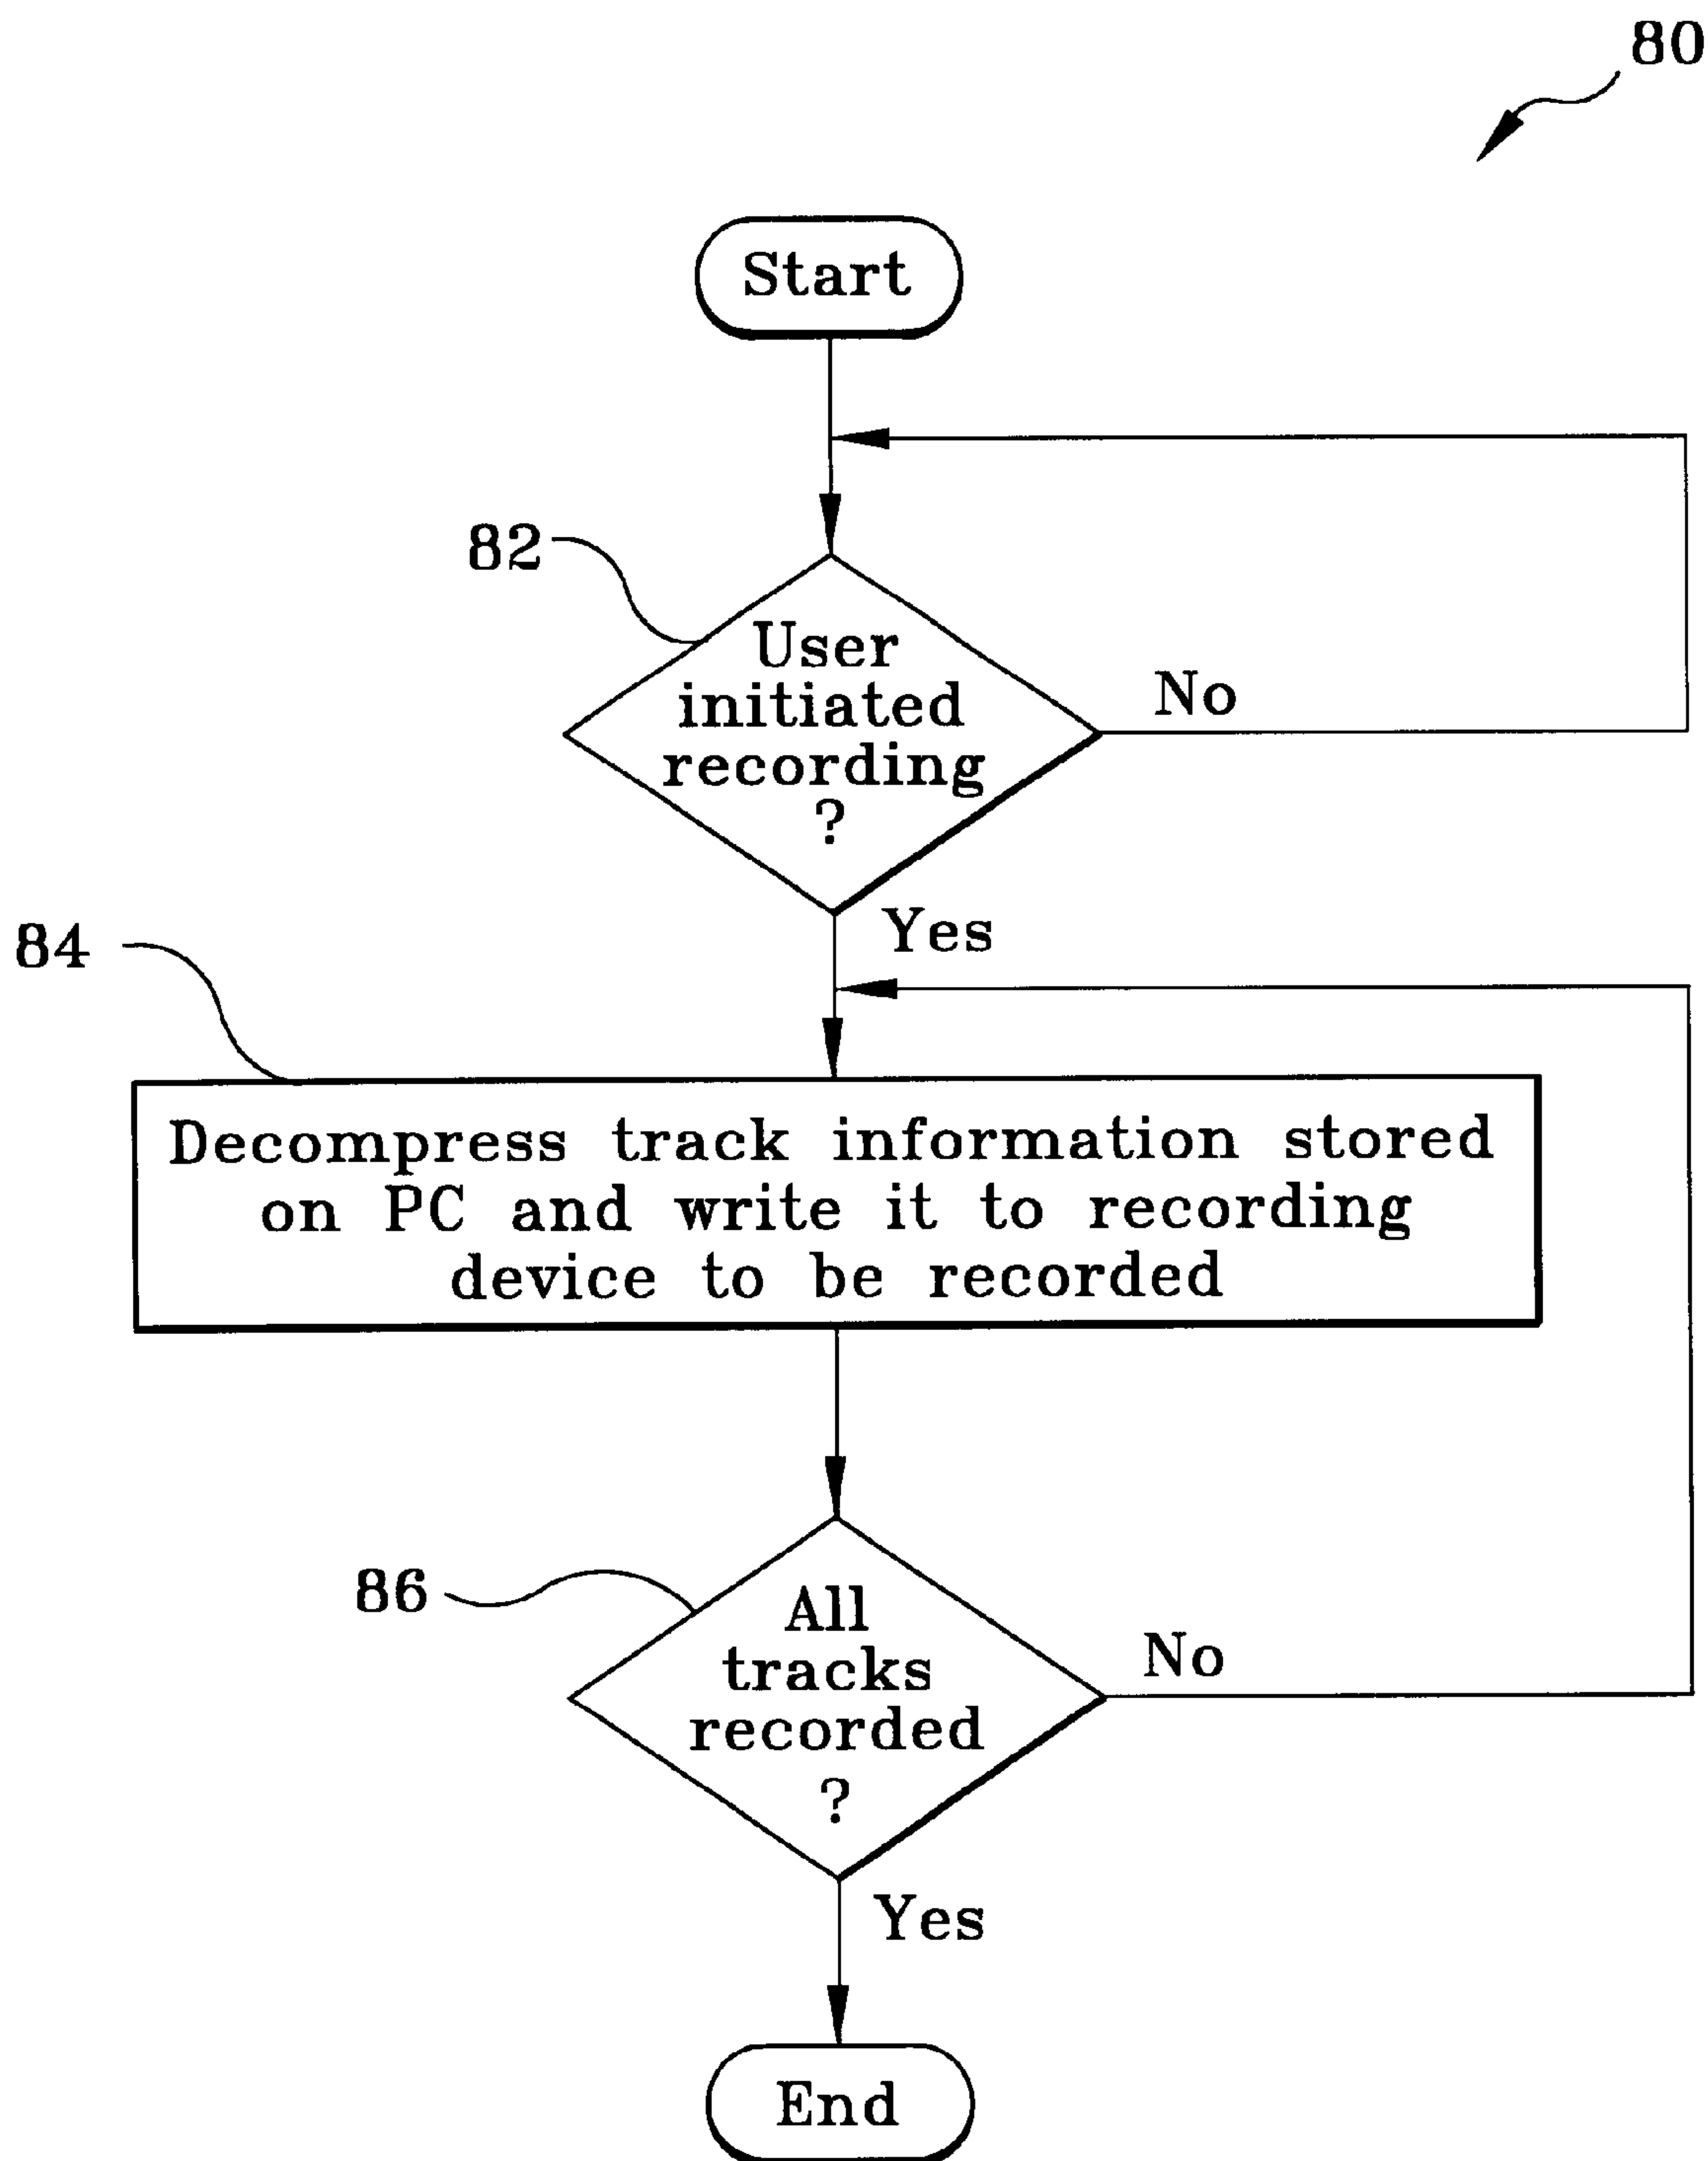 80
Start
82
User
initiated
recording
?
No
Yes
84
Decompress track information stored
on PC and write it to recording
device to be recorded
86
All
tracks
recorded
?
No
Yes
End